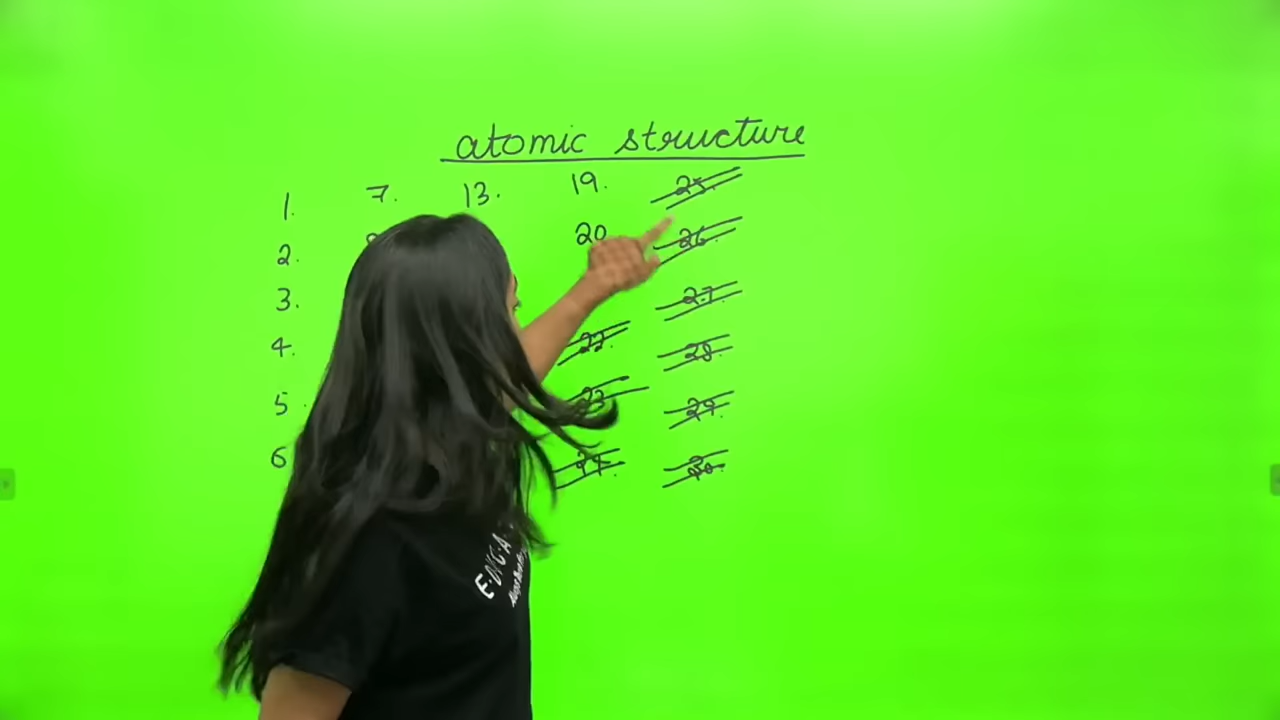 atomic structure
1. 7. 13. 19. 25.
2. 20 26.
3. 27.
4. 22. 28.
5. 23. 29.
6 24. 30.